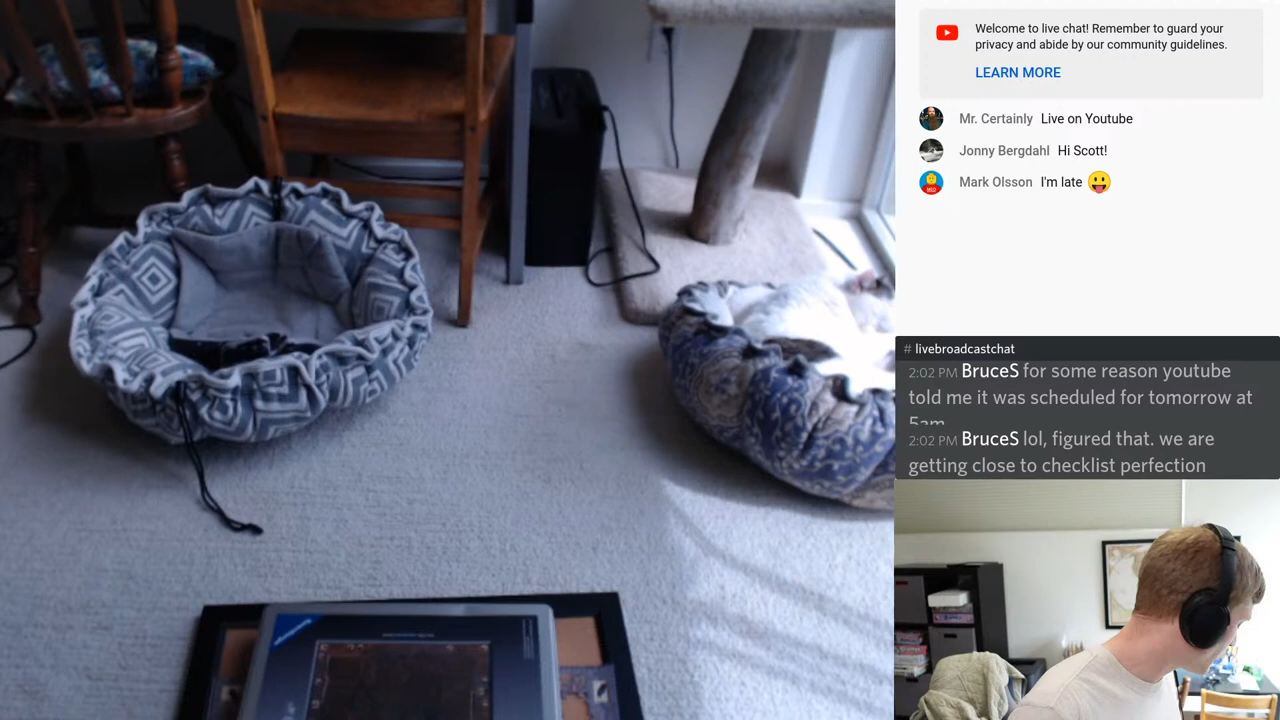 Welcome to live chat! Remember to guard your
privacy and abide by our community guidelines.
LEARN MORE
Mr. Certainly Live on Youtube
Jonny Bergdahl Hi Scott!
Mark Olsson I'm late
# livebroadcastchat
2:02 PM BruceS for some reason youtube
told me it was scheduled for tomorrow at
5am
2:02 PM BruceS lol, figured that. we are
getting close to checklist perfection